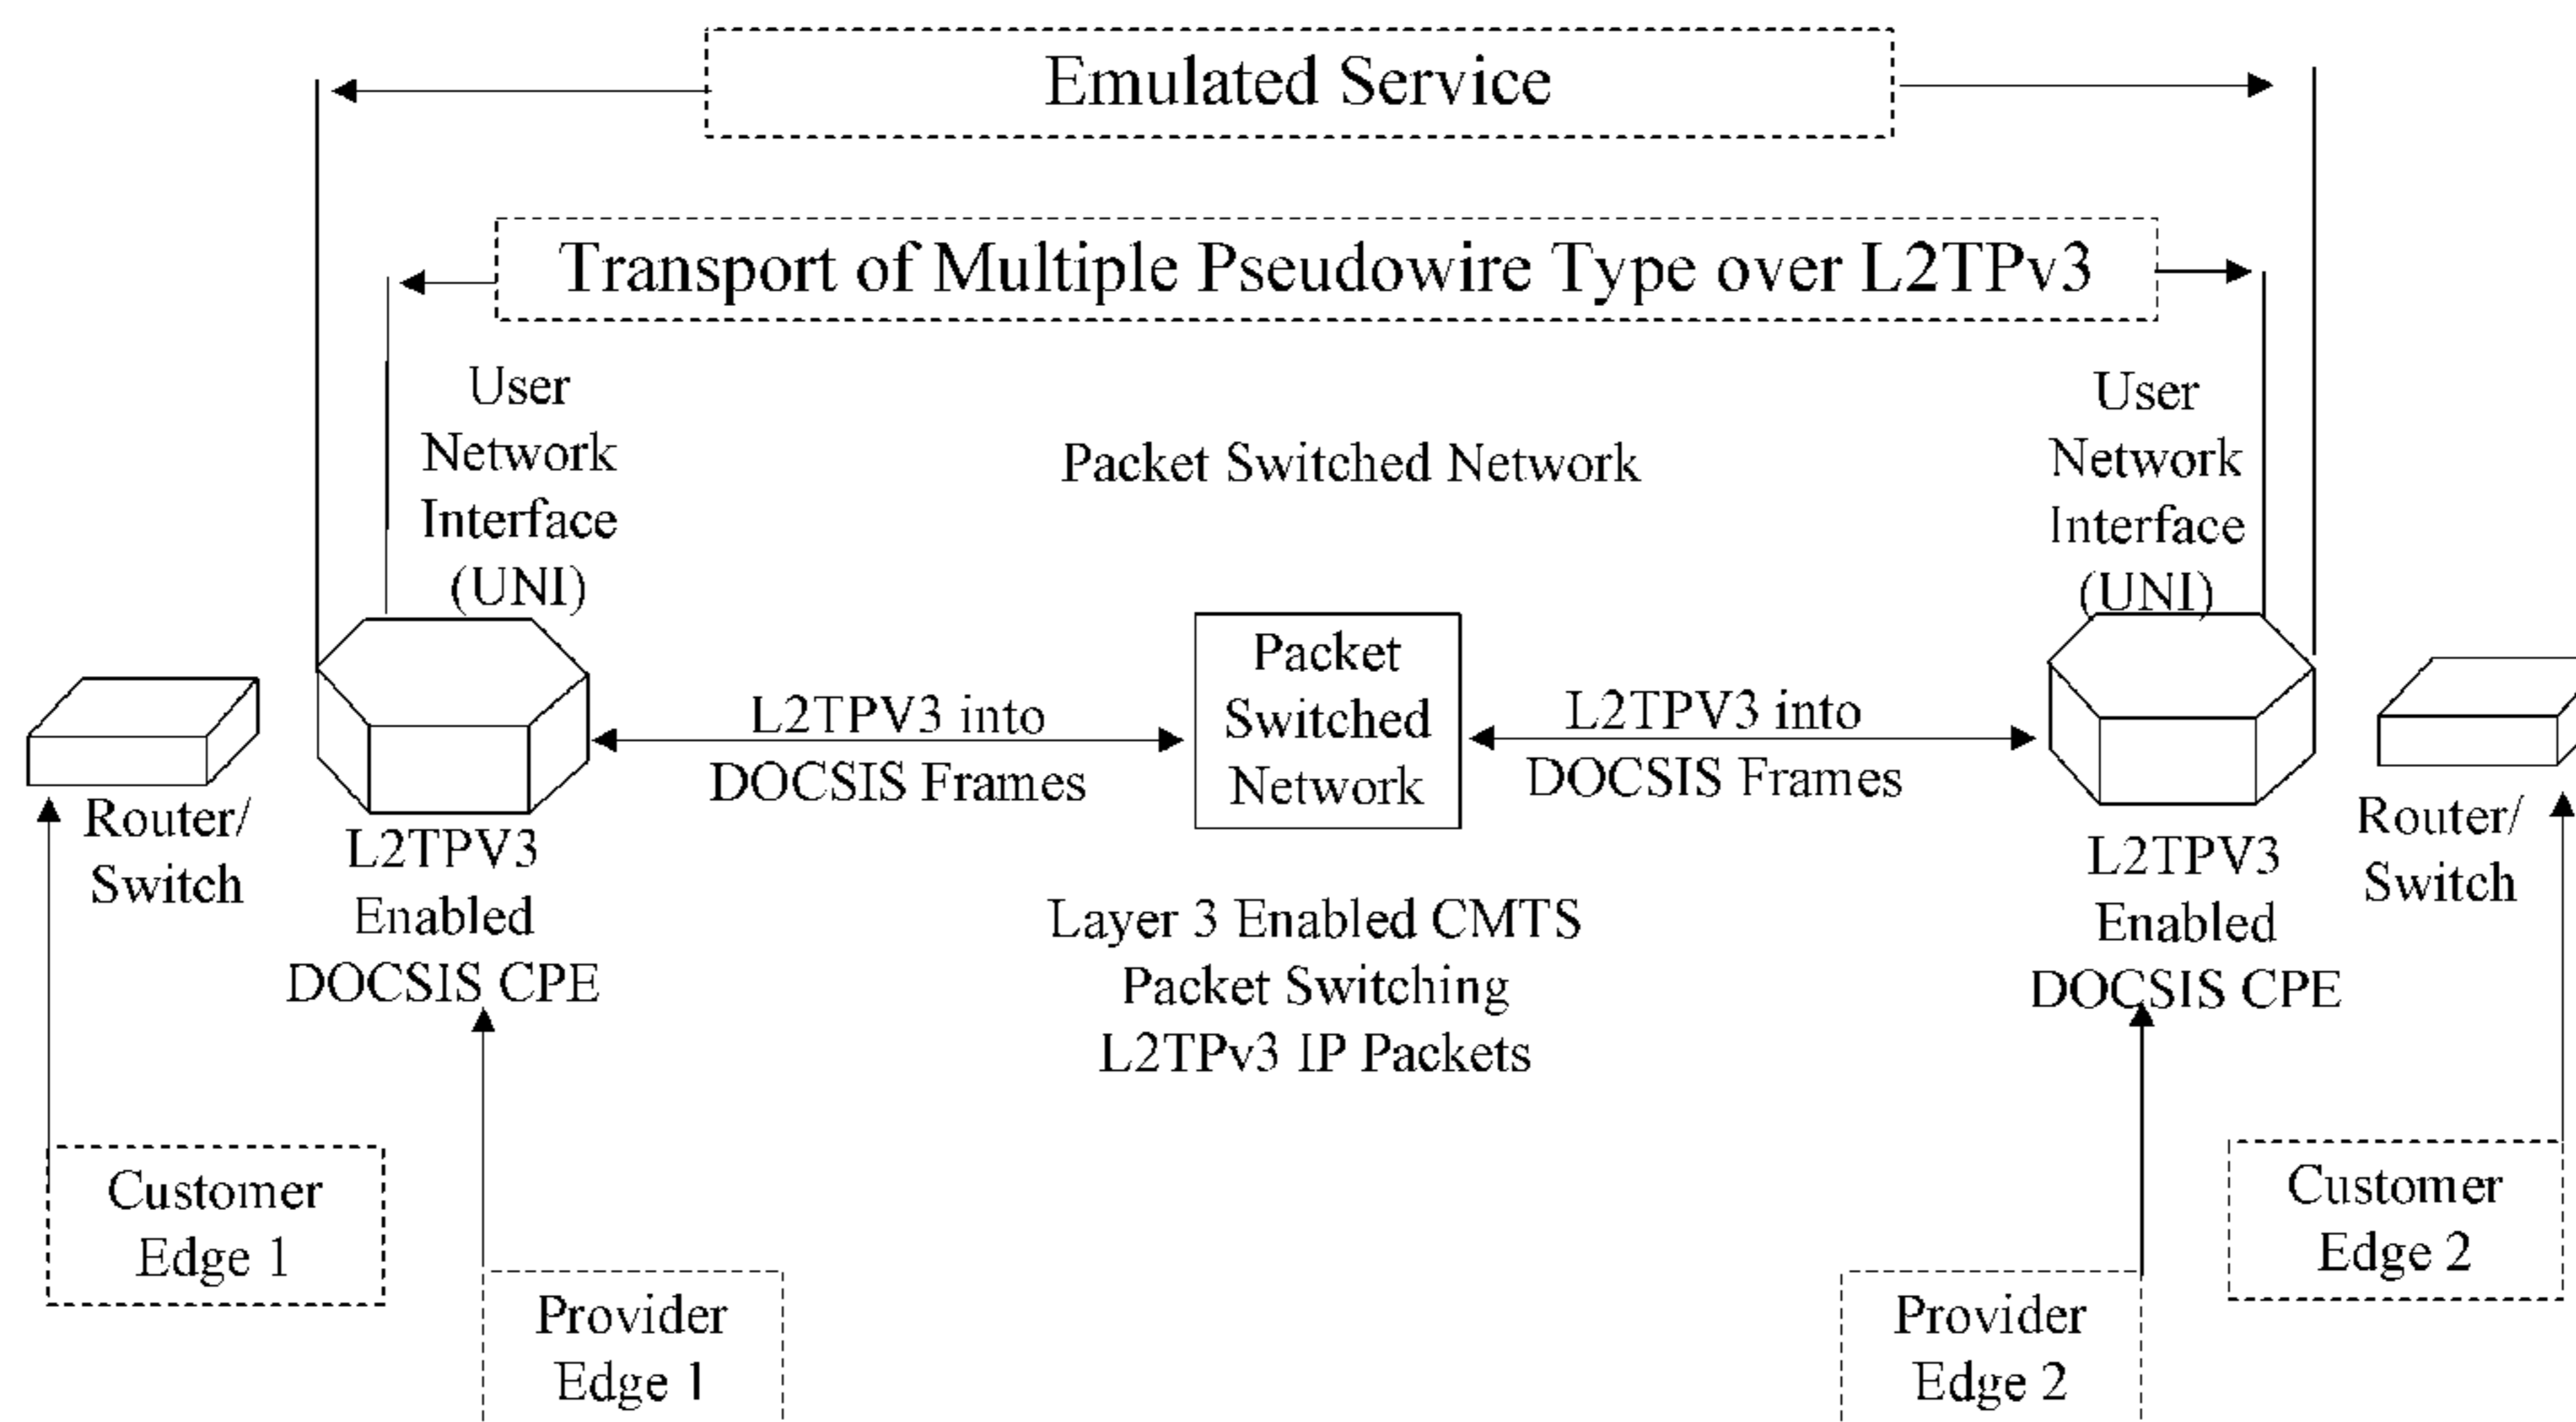 Emulated Service
Transport of Multiple Pseudowire Type over L2TPv3
User
Network
Interface
(UNI)
Packet Switched Network
User
Network
Interface
(UNI)
Router/
Switch
L2TPV3
Enabled
DOCSIS CPE
L2TPV3 into
DOCSIS Frames
Packet
Switched
Network
L2TPV3 into
DOCSIS Frames
Layer 3 Enabled CMTS
Packet Switching
L2TPv3 IP Packets
L2TPV3
Enabled
DOCSIS CPE
Router/
Switch
Customer
Edge 1
Provider
Edge 1
Provider
Edge 2
Customer
Edge 2